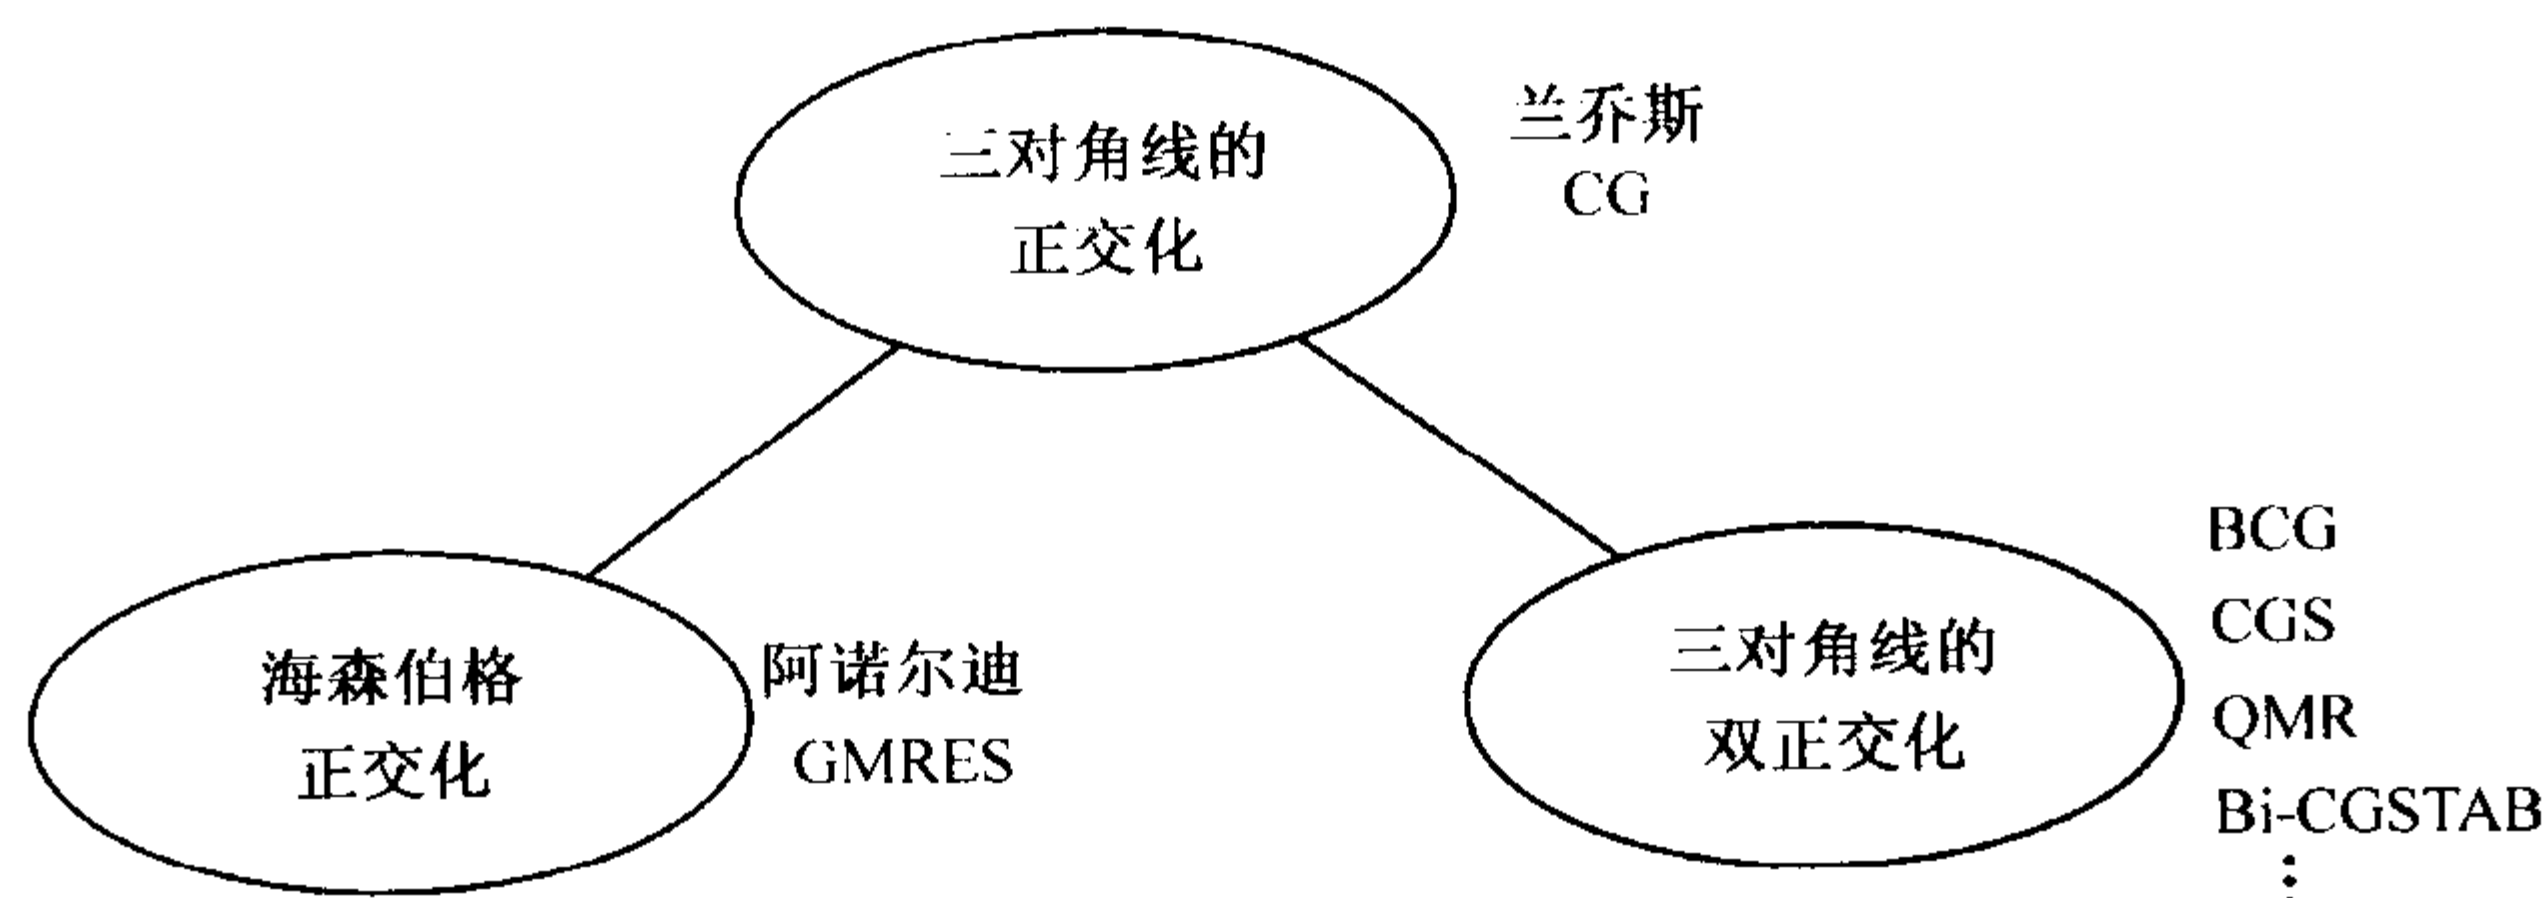 三对角线的
正交化
兰乔斯
CG
海森伯格
正交化
阿诺尔迪
GMRES
三对角线的
双正交化
BCG
CGS
QMR
Bi-CGSTAB
⋮